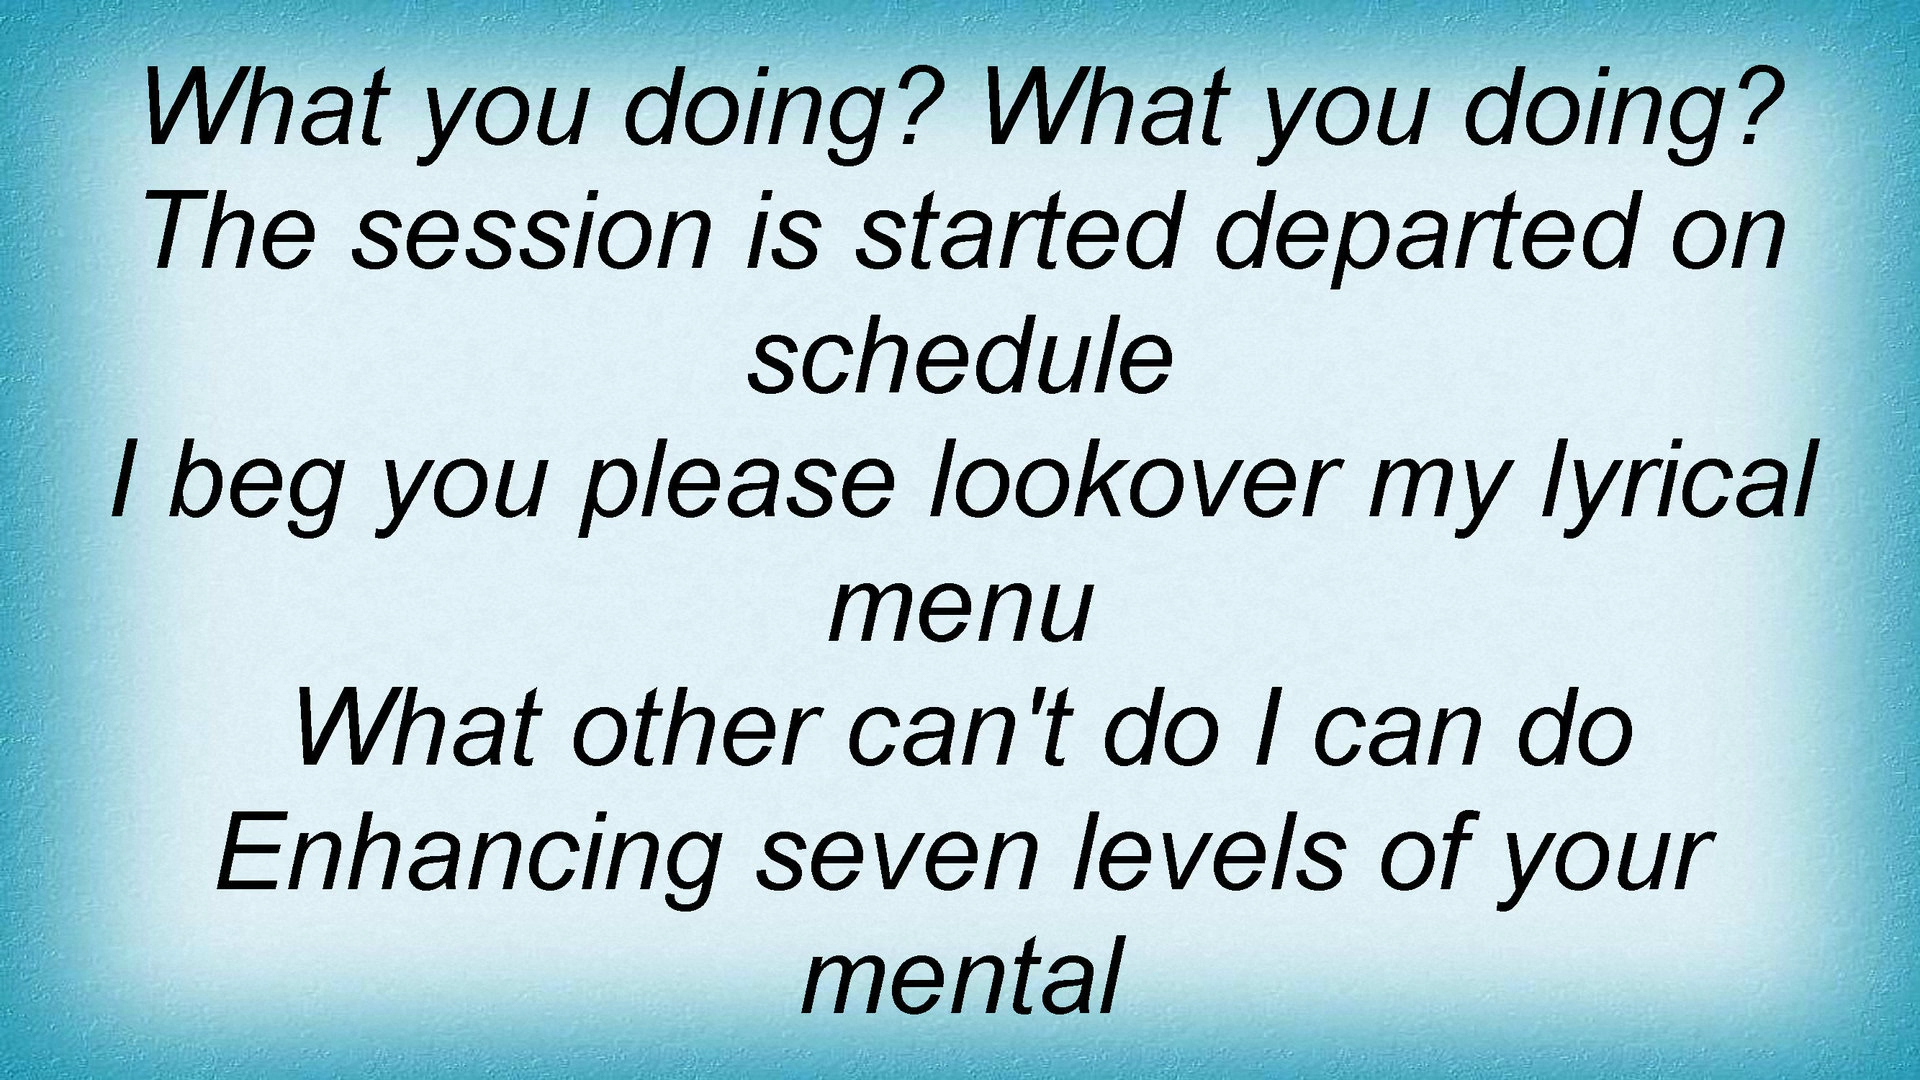 What you doing? What you doing?
The session is started departed on
schedule
I beg you please lookover my lyrical
menu
What other can't do I can do
Enhancing seven levels of your
mental